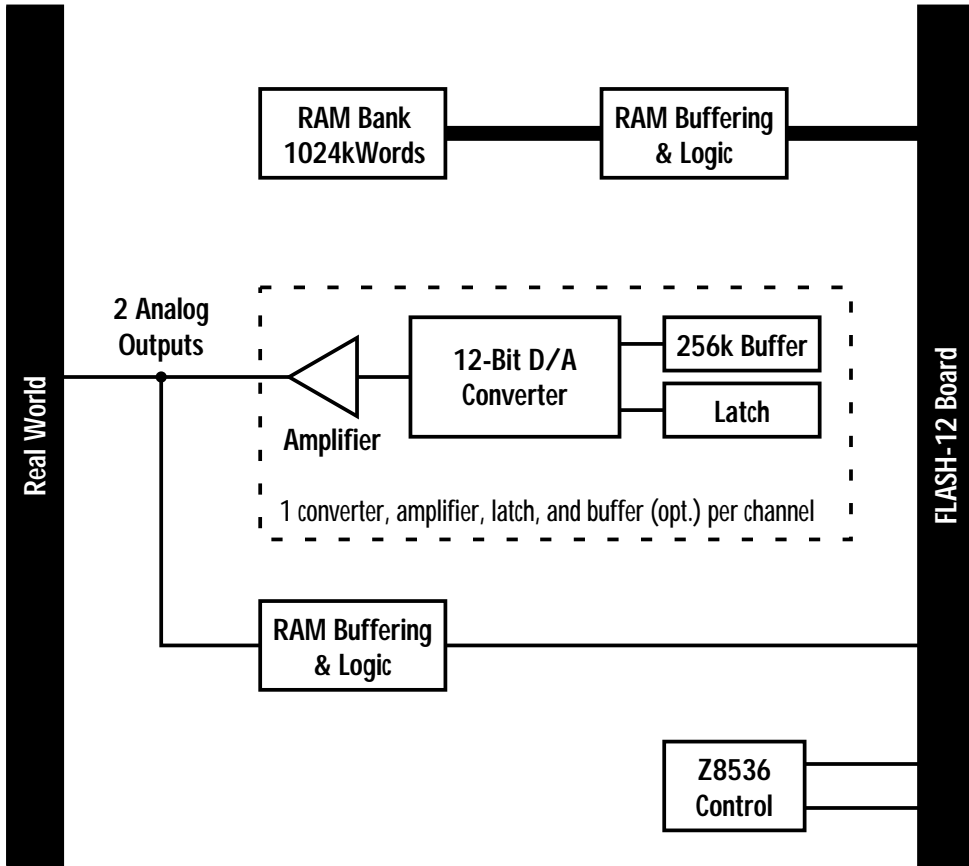 RAM Bank
1024kWords
RAM Buffering
& Logic
2 Analog
Outputs
12-Bit D/A
Converter
256k Buffer
Latch
Amplifier
1 converter, amplifier, latch, and buffer (opt.) per channel
Real World
FLASH-12 Board
RAM Buffering
& Logic
Z8536
Control